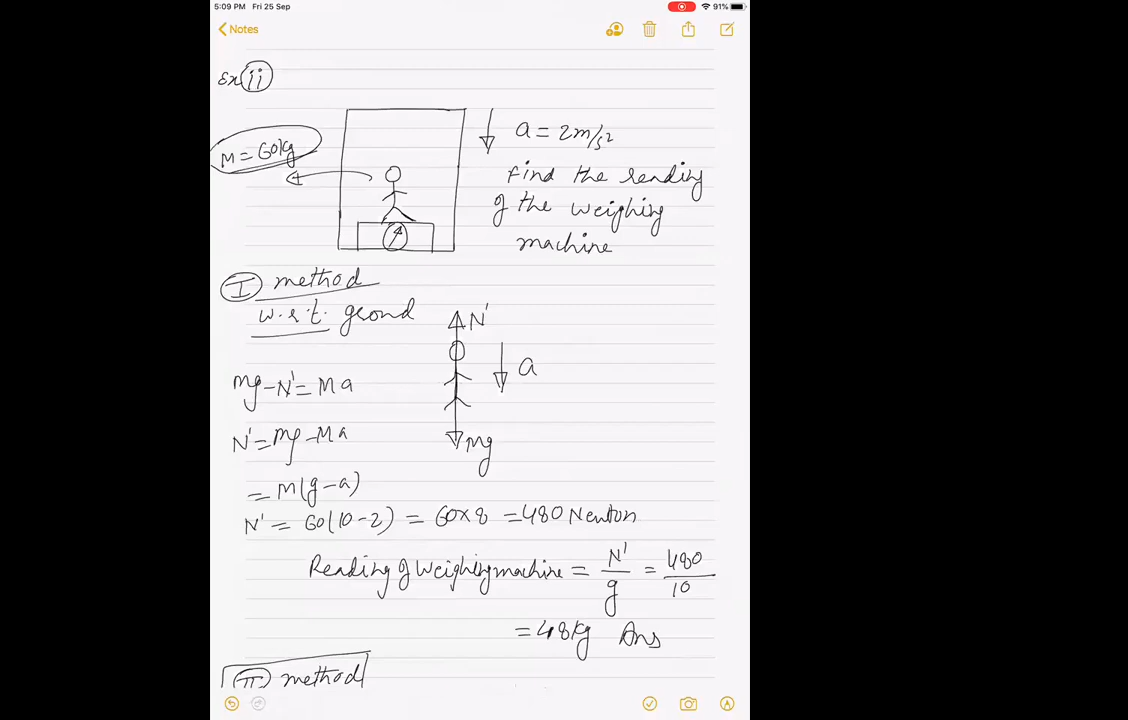 5:09 PM Fri 25 Sep
91%
Notes
Ex ii
a = 2m/s²
M = 60kg
Find the reading
of the weighing
machine
I method
w.r.t. ground
N'
a
Mg-N' = Ma
N' = Mg-Ma
Mg
= M(g-a)
N' = 60(10-2) = 60×8 = 480 Newton
Reading of Weighing machine = N'/g = 480/10
= 48kg Ans
II method